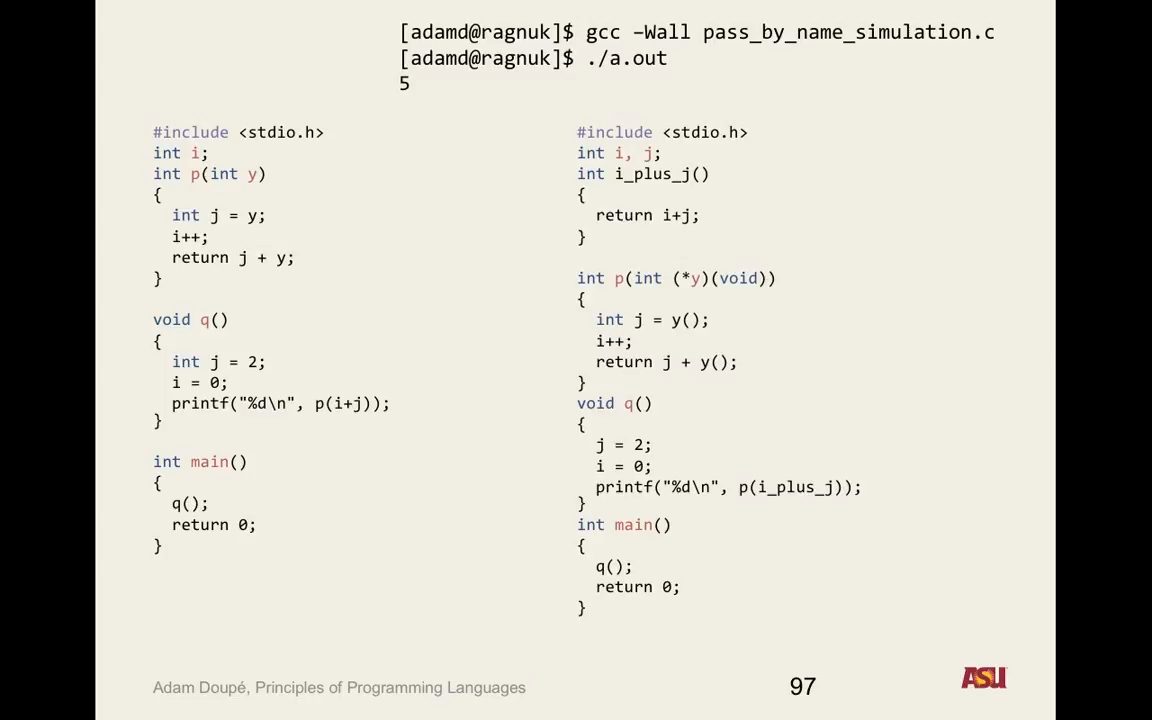 [adamd@ragnuk]$ gcc –Wall pass_by_name_simulation.c
[adamd@ragnuk]$ ./a.out
5
#include <stdio.h>
int i;
int p(int y)
{
  int j = y;
  i++;
  return j + y;
}

void q()
{
  int j = 2;
  i = 0;
  printf("%d\n", p(i+j));
}

int main()
{
  q();
  return 0;
}
#include <stdio.h>
int i, j;
int i_plus_j()
{
  return i+j;
}

int p(int (*y)(void))
{
  int j = y();
  i++;
  return j + y();
}
void q()
{
  j = 2;
  i = 0;
  printf("%d\n", p(i_plus_j));
}
int main()
{
  q();
  return 0;
}
Adam Doupé, Principles of Programming Languages
97
ASU